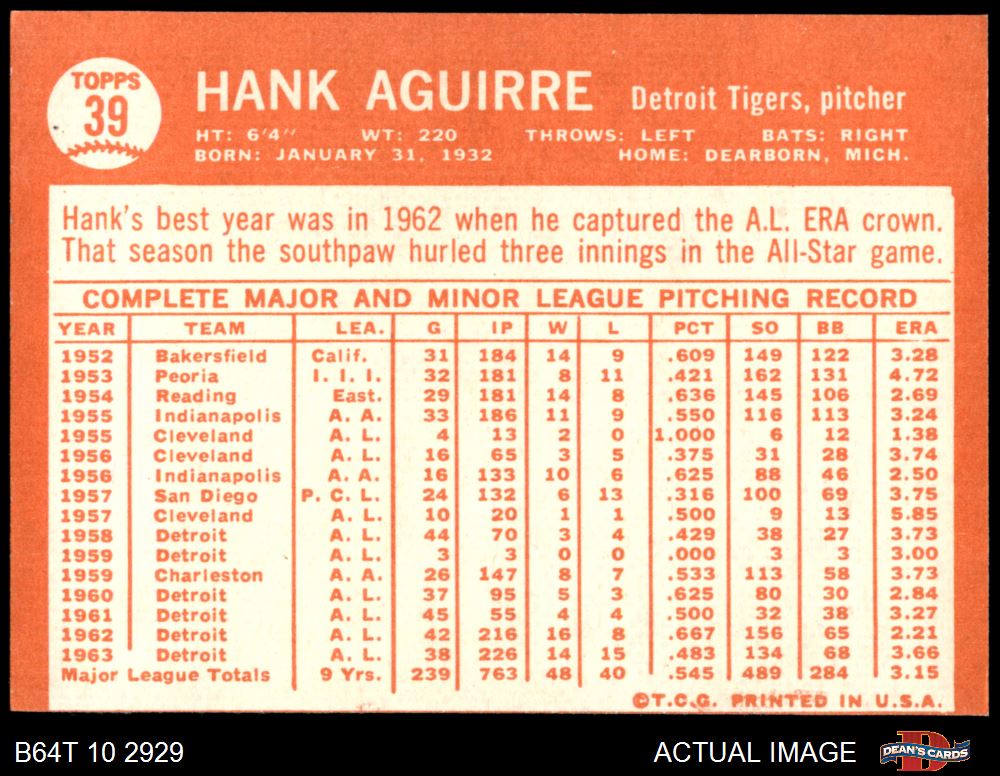 TOPPS
39
HANK AGUIRRE Detroit Tigers, pitcher
HT: 6'4" WT: 220 THROWS: LEFT BATS: RIGHT
BORN: JANUARY 31, 1932 HOME: DEARBORN, MICH.
Hank's best year was in 1962 when he captured the A.L. ERA crown.
That season the southpaw hurled three innings in the All-Star game.
COMPLETE MAJOR AND MINOR LEAGUE PITCHING RECORD
YEAR TEAM LEA. G IP W L PCT SO BB ERA
1952 Bakersfield Calif. 31 184 14 9 .609 149 122 3.28
1953 Peoria I. I. I. 32 181 8 11 .421 162 131 4.72
1954 Reading East. 29 181 14 8 .636 145 106 2.69
1955 Indianapolis A. A. 33 186 11 9 .550 116 113 3.24
1955 Cleveland A. L. 4 13 2 0 1.000 6 12 1.38
1956 Cleveland A. L. 16 65 3 5 .375 31 28 3.74
1956 Indianapolis A. A. 16 133 10 6 .625 88 46 2.50
1957 San Diego P. C. L. 24 132 6 13 .316 100 69 3.75
1957 Cleveland A. L. 10 20 1 1 .500 9 13 5.85
1958 Detroit A. L. 44 70 3 4 .429 38 27 3.73
1959 Detroit A. L. 3 3 0 0 .000 3 3 3.00
1959 Charleston A. A. 26 147 8 7 .533 113 58 3.73
1960 Detroit A. L. 37 95 5 3 .625 80 30 2.84
1961 Detroit A. L. 45 55 4 4 .500 32 38 3.27
1962 Detroit A. L. 42 216 16 8 .667 156 65 2.21
1963 Detroit A. L. 38 226 14 15 .483 134 68 3.66
Major League Totals 9 Yrs. 239 763 48 40 .545 489 284 3.15
©T.C.G. PRINTED IN U.S.A.
B64T 10 2929 ACTUAL IMAGE D DEAN'S CARDS